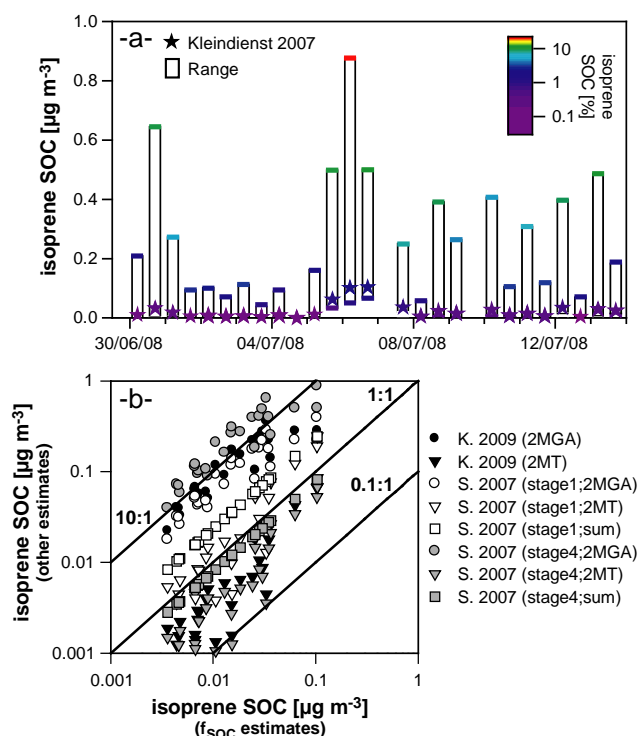 -a-
Kleindienst 2007
Range
isoprene SOC [%]
10
1
0.1
isoprene SOC [µg m-3]
1.0
0.8
0.6
0.4
0.2
0.0
30/06/08
04/07/08
08/07/08
12/07/08
-b-
1:1
0.1:1
10:1
isoprene SOC [µg m-3]
(other estimates)
1
0.1
0.01
0.001
0.001
0.01
0.1
1
isoprene SOC [µg m-3]
(fSOC estimates)
K. 2009 (2MGA)
K. 2009 (2MT)
S. 2007 (stage1;2MGA)
S. 2007 (stage1;2MT)
S. 2007 (stage1;sum)
S. 2007 (stage4;2MGA)
S. 2007 (stage4;2MT)
S. 2007 (stage4;sum)